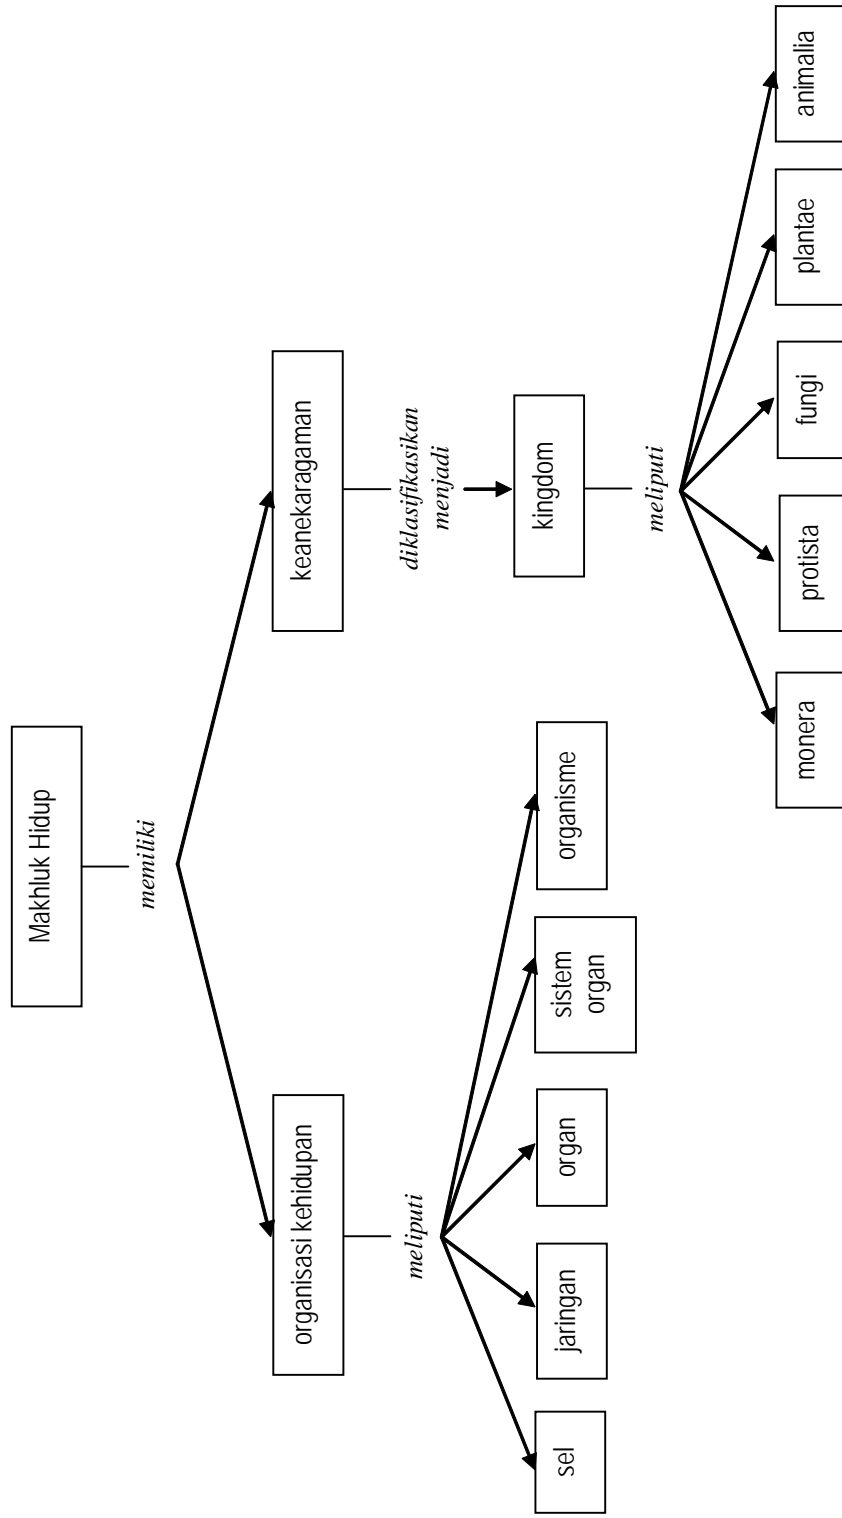 Makhluk Hidup
memiliki
organisasi kehidupan
keanekaragaman
meliputi
diklasifikasikan
menjadi
sel
jaringan
organ
sistem
organ
organisme
kingdom
meliputi
monera
protista
fungi
plantae
animalia